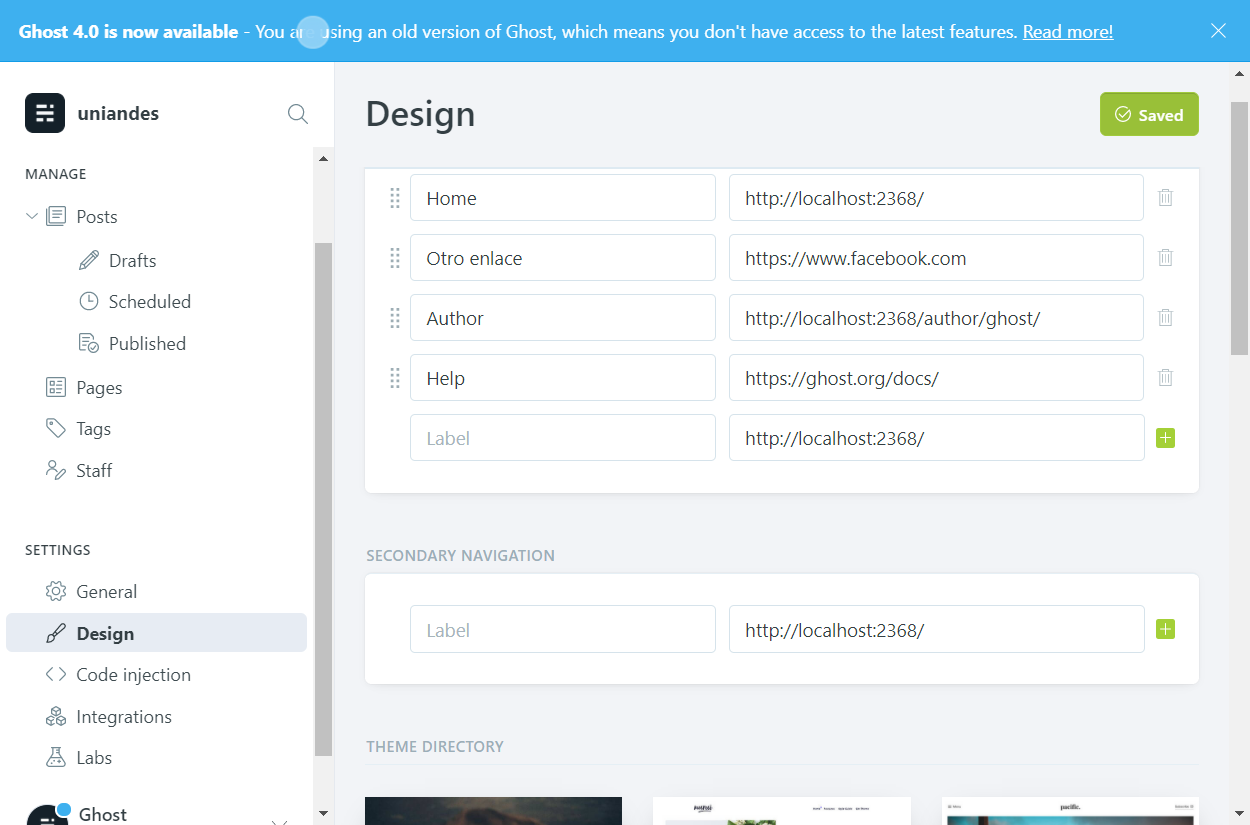 Ghost 4.0 is now available - You are using an old version of Ghost, which means you don't have access to the latest features. Read more!
uniandes
MANAGE
Posts
Drafts
Scheduled
Published
Pages
Tags
Staff
SETTINGS
General
Design
Code injection
Integrations
Labs
Ghost
Design
Saved
Home http://localhost:2368/
Otro enlace https://www.facebook.com
Author http://localhost:2368/author/ghost/
Help https://ghost.org/docs/
Label http://localhost:2368/
SECONDARY NAVIGATION
Label http://localhost:2368/
THEME DIRECTORY
pacific.